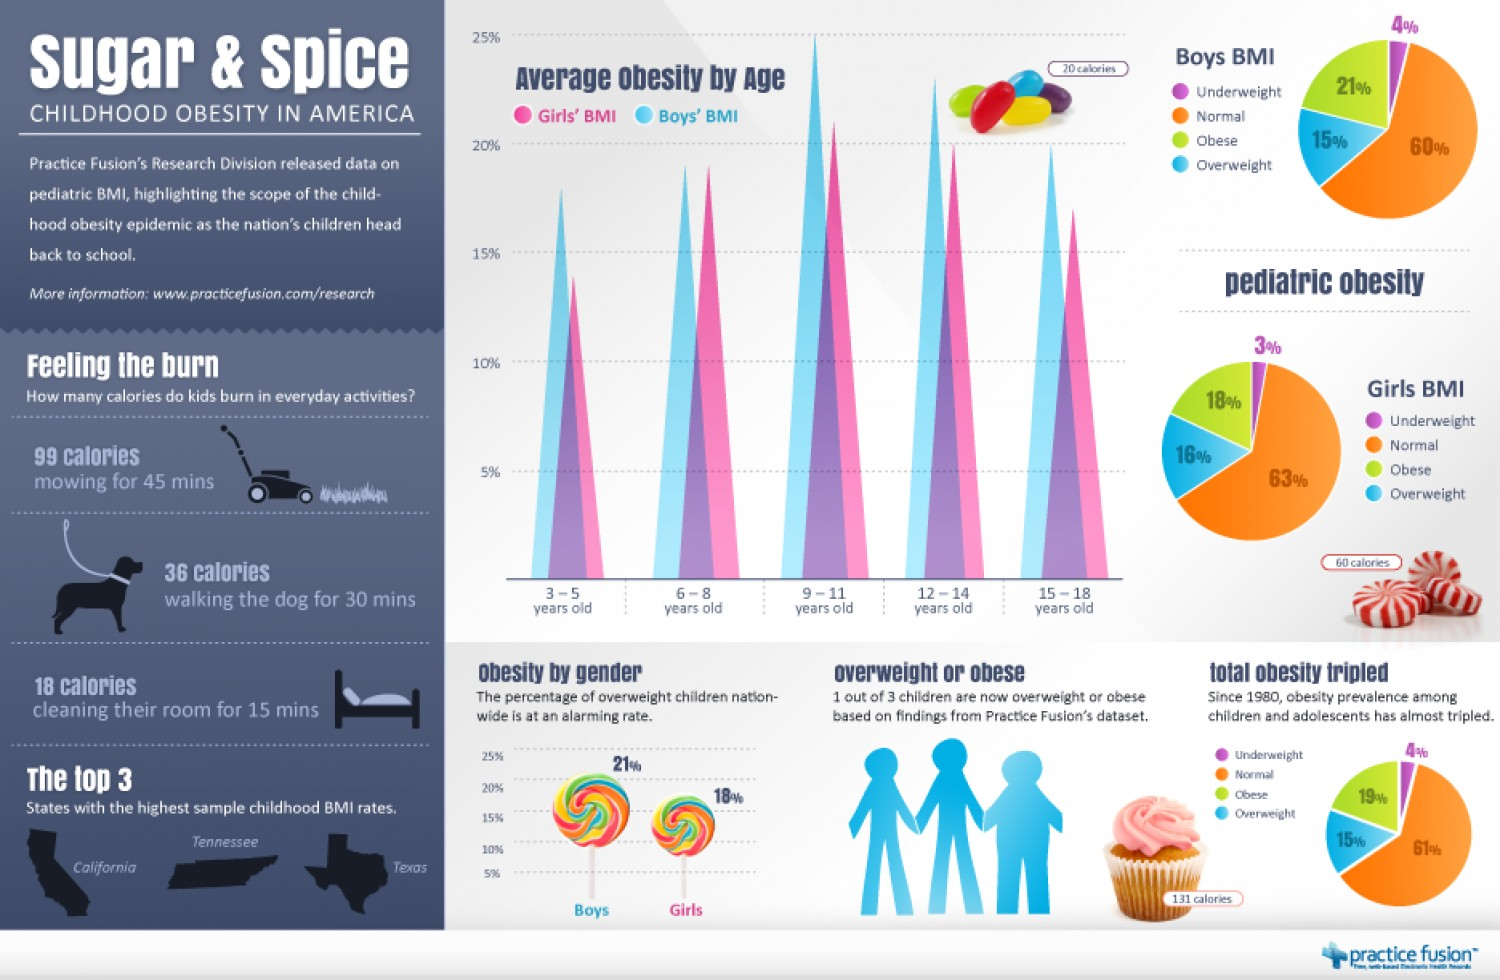 Sugar & Spice
CHILDHOOD OBESITY IN AMERICA
Practice Fusion's Research Division released data on
pediatric BMI, highlighting the scope of the child-
hood obesity epidemic as the nation's children head
back to school.
More information: www.practicefusion.com/research
Feeling the burn
How many calories do kids burn in everyday activities?
99 calories
mowing for 45 mins
36 calories
walking the dog for 30 mins
18 calories
cleaning their room for 15 mins
The top 3
States with the highest sample childhood BMI rates.
California
Tennessee
Texas
Average Obesity by Age
Girls' BMI
Boys' BMI
20 calories
25%
20%
15%
10%
5%
3 – 5
years old
6 – 8
years old
9 – 11
years old
12 – 14
years old
15 – 18
years old
Boys BMI
Underweight
Normal
Obese
Overweight
4%
21%
15%
60%
pediatric obesity
3%
18%
16%
63%
Girls BMI
Underweight
Normal
Obese
Overweight
60 calories
Obesity by gender
The percentage of overweight children nation-
wide is at an alarming rate.
25%
20%
15%
10%
5%
21%
18%
Boys
Girls
overweight or obese
1 out of 3 children are now overweight or obese
based on findings from Practice Fusion's dataset.
131 calories
total obesity tripled
Since 1980, obesity prevalence among
children and adolescents has almost tripled.
Underweight
Normal
Obese
Overweight
4%
19%
15%
61%
practice fusion™
Free, web-based Electronic Health Records